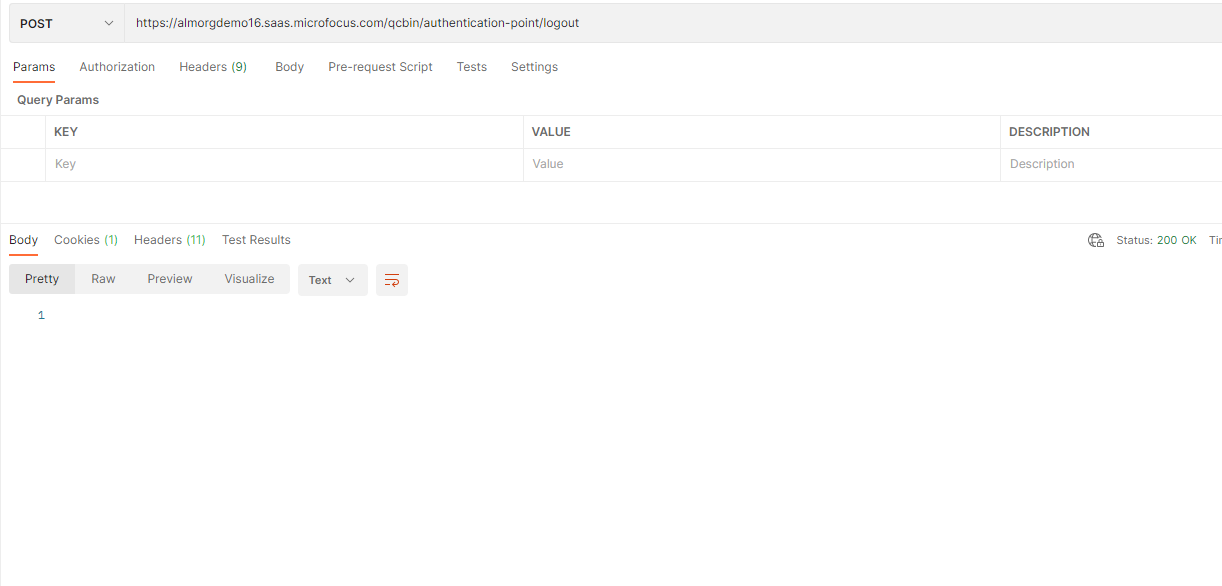 POST https://almorgdemo16.saas.microfocus.com/qcbin/authentication-point/logout
Params Authorization Headers (9) Body Pre-request Script Tests Settings
Query Params
KEY VALUE DESCRIPTION
Key Value Description
Body Cookies (1) Headers (11) Test Results Status: 200 OK
Pretty Raw Preview Visualize Text
1